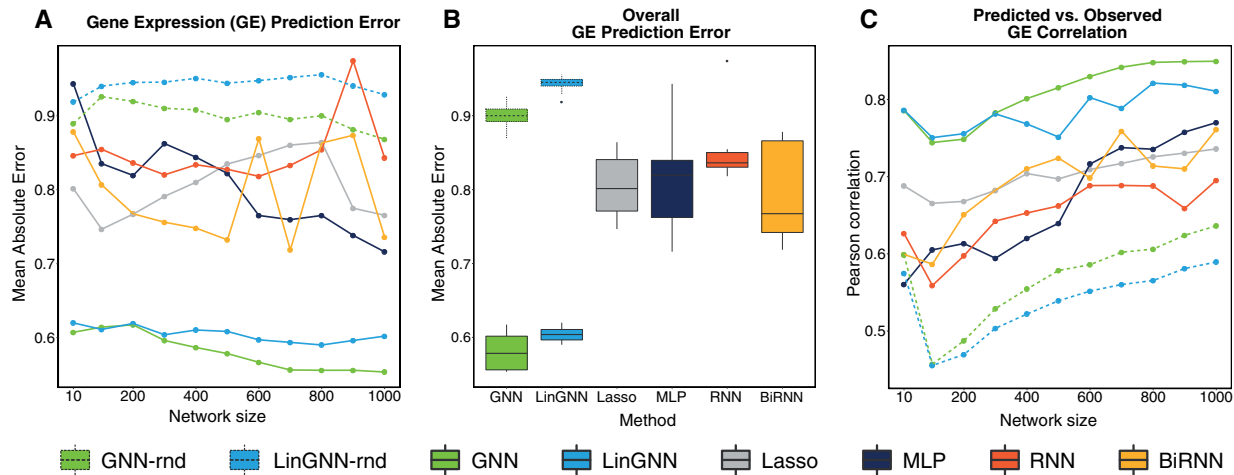 A
Gene Expression (GE) Prediction Error
Mean Absolute Error
0.9
0.8
0.7
0.6
10 200 400 600 800 1000
Network size
B
Overall
GE Prediction Error
Mean Absolute Error
0.9
0.8
0.7
0.6
GNN LinGNN Lasso MLP RNN BiRNN
Method
C
Predicted vs. Observed
GE Correlation
Pearson correlation
0.8
0.7
0.6
0.5
10 200 400 600 800 1000
Network size
GNN-rnd LinGNN-rnd GNN LinGNN Lasso MLP RNN BiRNN